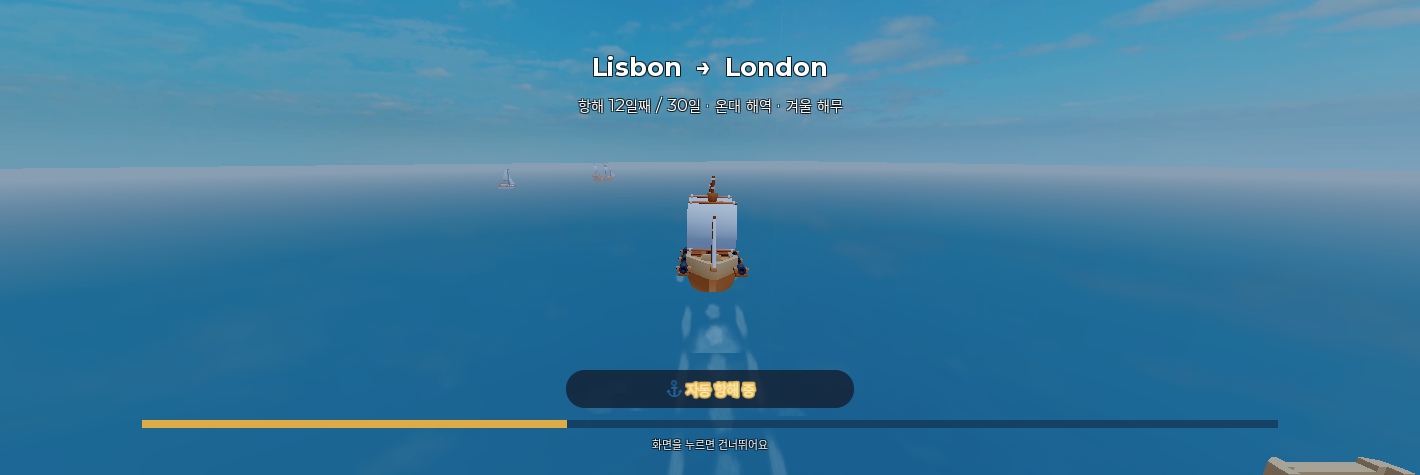 Lisbon → London
항해 12일째 / 30일 · 온대 해역 · 겨울 해무
⚓ 자동 항해 중
화면을 누르면 건너뛰어요